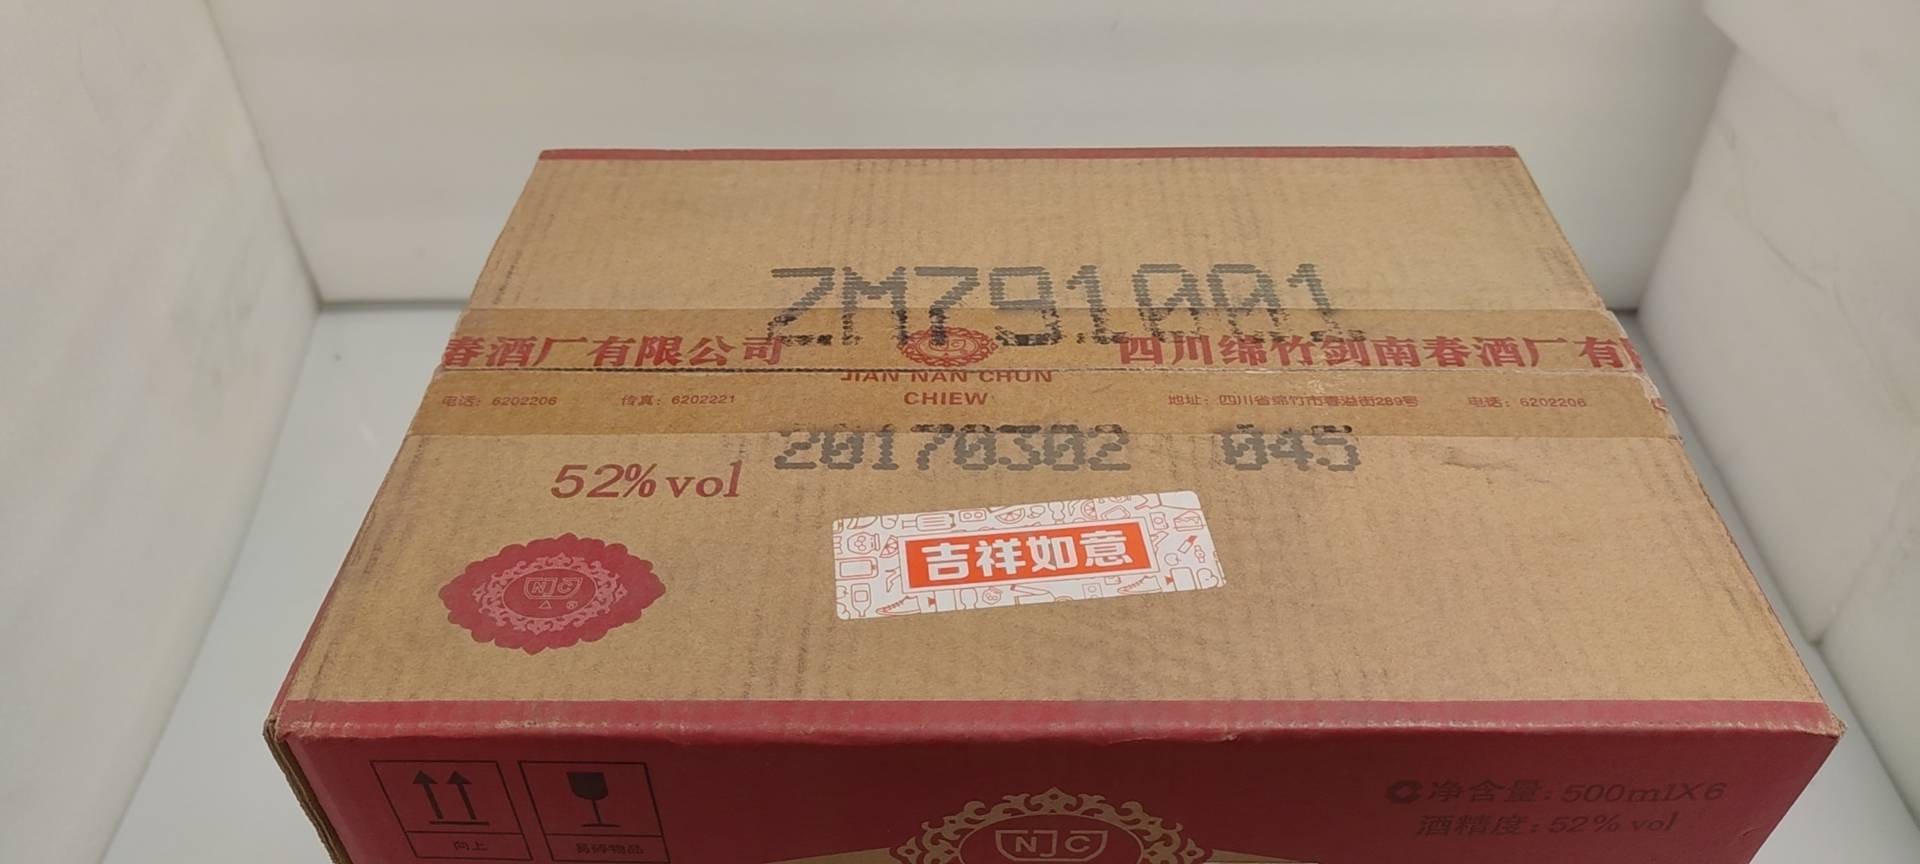 ZM791001
春酒厂有限公司
四川绵竹剑南春酒厂有
JIAN NAN CHUN
CHIEW
电话：6202206 传真：6202221
地址：四川省绵竹市春溢街289号 电话：6202206 传
20170302 045
52%vol
NJC
®
吉祥如意
向上
易碎物品
NJC
净含量：500mlX6
酒精度：52%vol